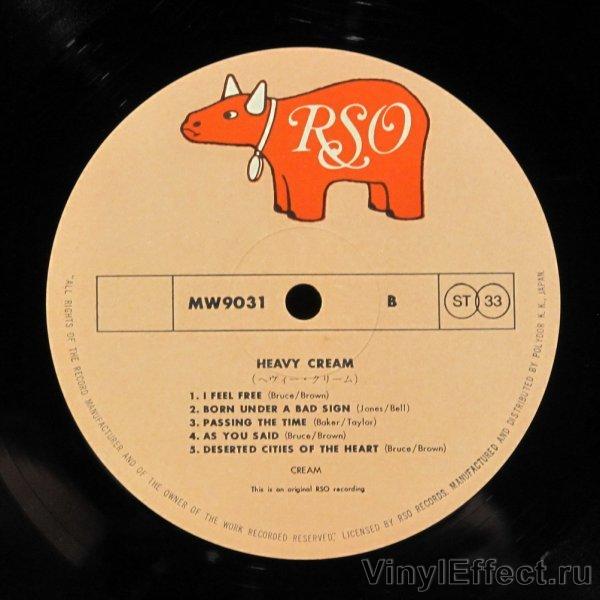 RSO
MW9031 B ST 33
HEAVY CREAM
(ヘヴィー・クリーム)
1. I FEEL FREE (Bruce/Brown)
2. BORN UNDER A BAD SIGN (Jones/Bell)
3. PASSING THE TIME (Baker/Taylor)
4. AS YOU SAID (Bruce/Brown)
5. DESERTED CITIES OF THE HEART (Bruce/Brown)
CREAM
This is an original RSO recording
"ALL RIGHTS OF THE RECORD MANUFACTURER AND OF THE OWNER OF THE WORK RECORDED RESERVED", LICENSED BY RSO RECORDS. MANUFACTURED AND DISTRIBUTED BY POLYDOR K. K., JAPAN.
VinylEffect.ru